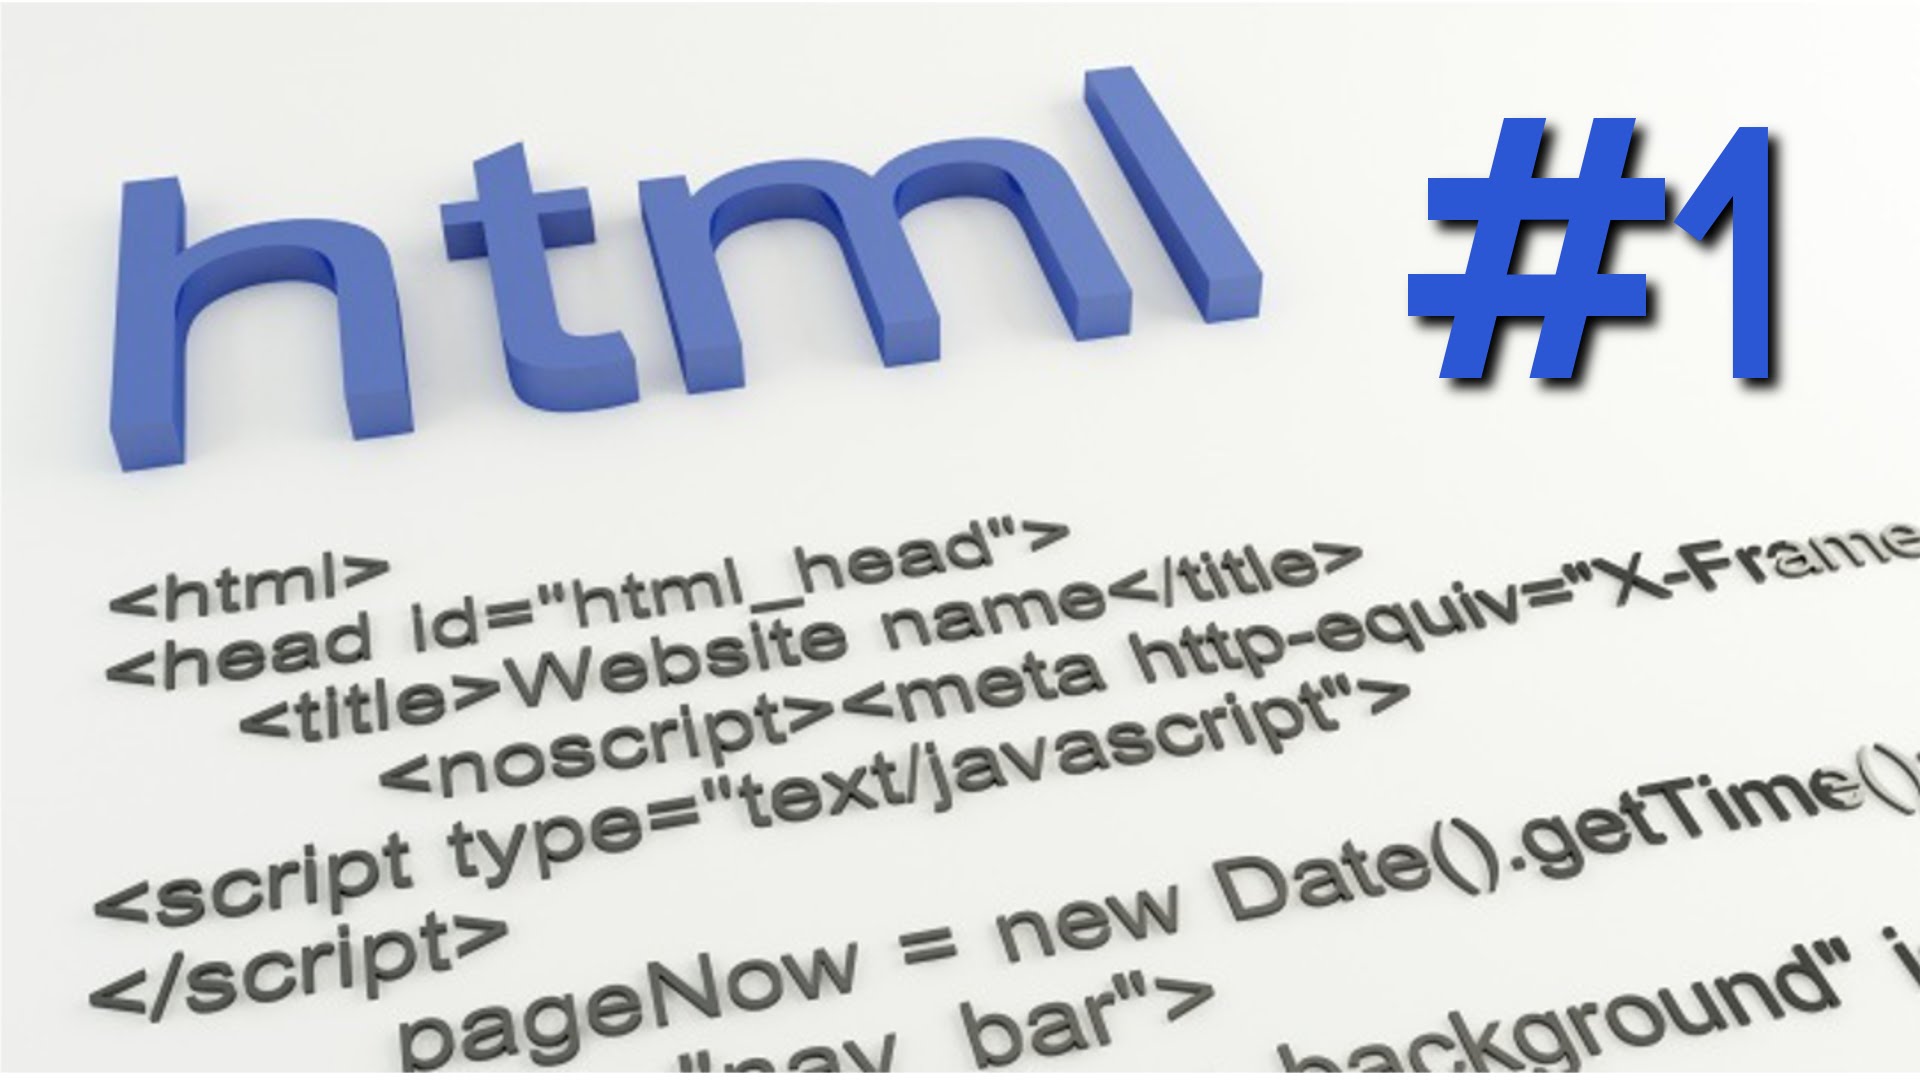 html #1
<html>
<head id="html_head">
<title>Website name</title>
<noscript><meta http-equiv="X-Frame
<script type="text/javascript">
</script>
pageNow = new Date().getTime()
"nav_bar">
background"